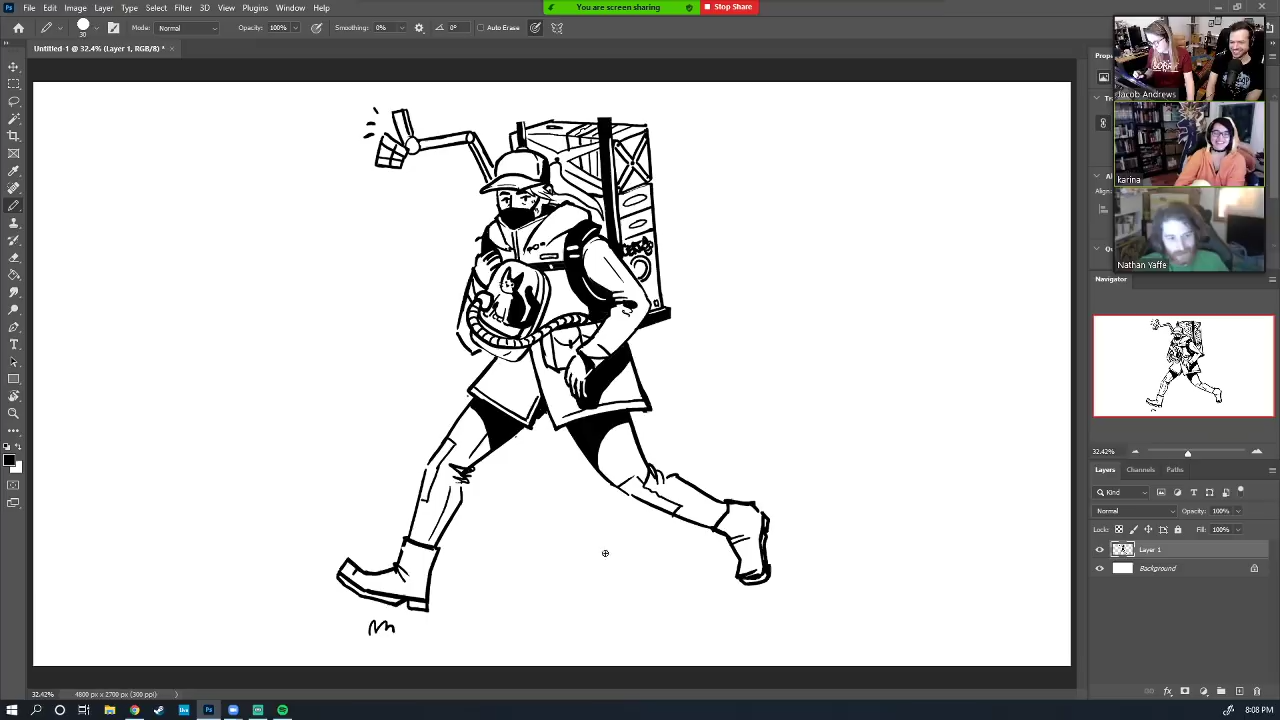 You are screen sharing
Stop Share
Ps
File Edit Image Layer Type Select Filter 3D View Plugins Window Help
30
Mode: Normal
Opacity: 100%
Smoothing: 0%
0°
Auto Erase
Untitled-1 @ 32.4% (Layer 1, RGB/8) *
Jacob Andrews
karina
Nathan Yaffe
Navigator
32.42%
Layers Channels Paths
Kind
Normal
Opacity: 100%
Lock:
Fill: 100%
Layer 1
Background
32.42%
4800 px x 2700 px (300 ppi)
8:08 PM